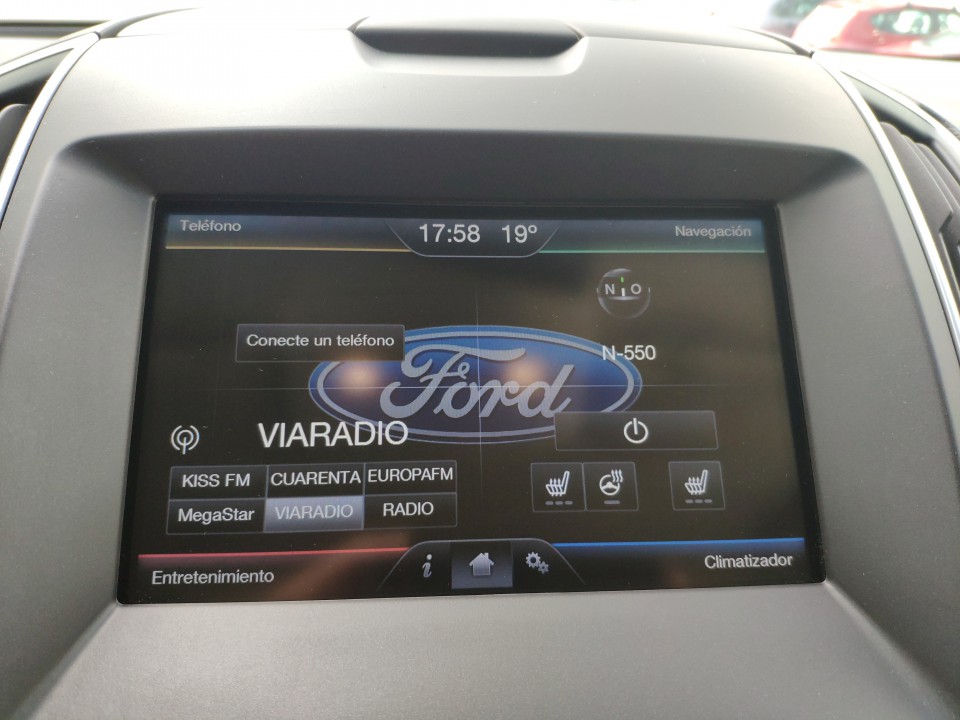 Teléfono
17:58 19º
Navegación
N O
Conecte un teléfono
N-550
Ford
VIARADIO
KISS FM CUARENTA EUROPAFM
MegaStar VIARADIO RADIO
Entretenimiento
i
Climatizador